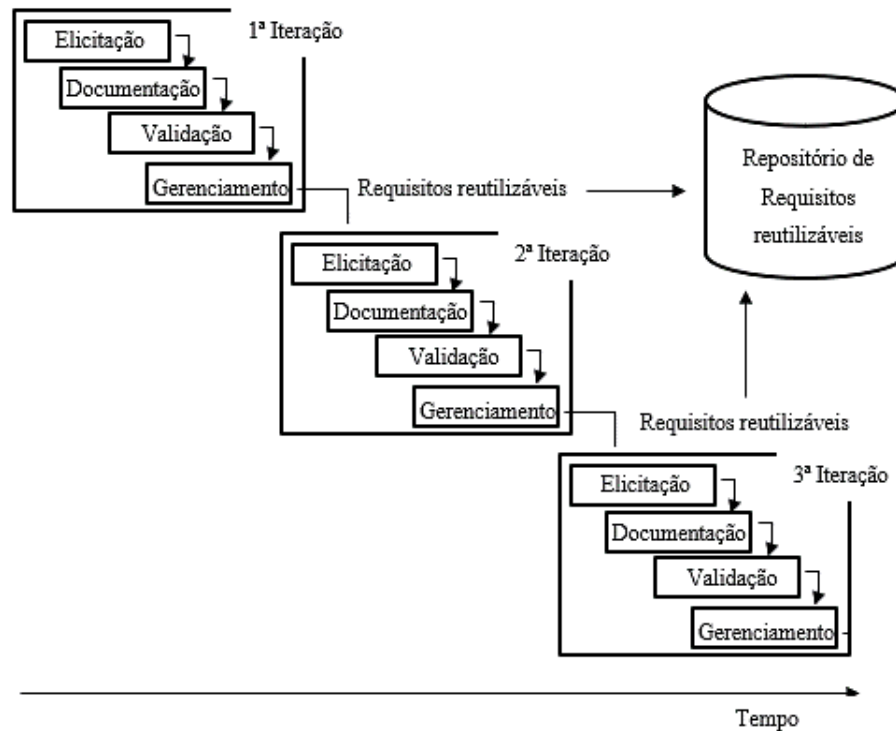 1ª Iteração
Elicitação
Documentação
Validação
Gerenciamento
Requisitos reutilizáveis
Repositório de
Requisitos
reutilizáveis
2ª Iteração
Elicitação
Documentação
Validação
Gerenciamento
Requisitos reutilizáveis
3ª Iteração
Elicitação
Documentação
Validação
Gerenciamento
Tempo